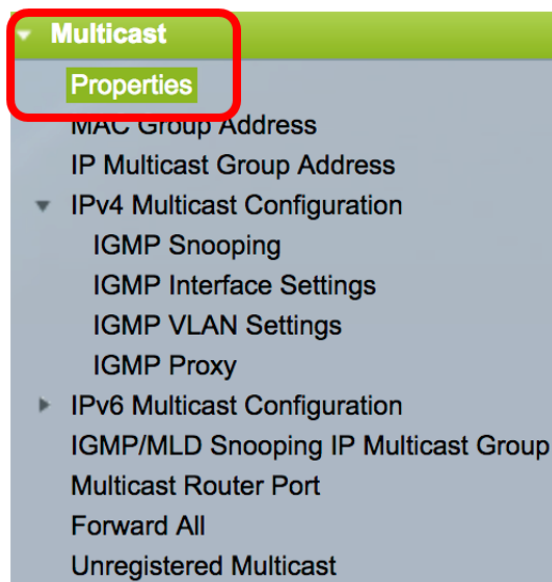 Multicast
Properties
MAC Group Address
IP Multicast Group Address
IPv4 Multicast Configuration
IGMP Snooping
IGMP Interface Settings
IGMP VLAN Settings
IGMP Proxy
IPv6 Multicast Configuration
IGMP/MLD Snooping IP Multicast Group
Multicast Router Port
Forward All
Unregistered Multicast